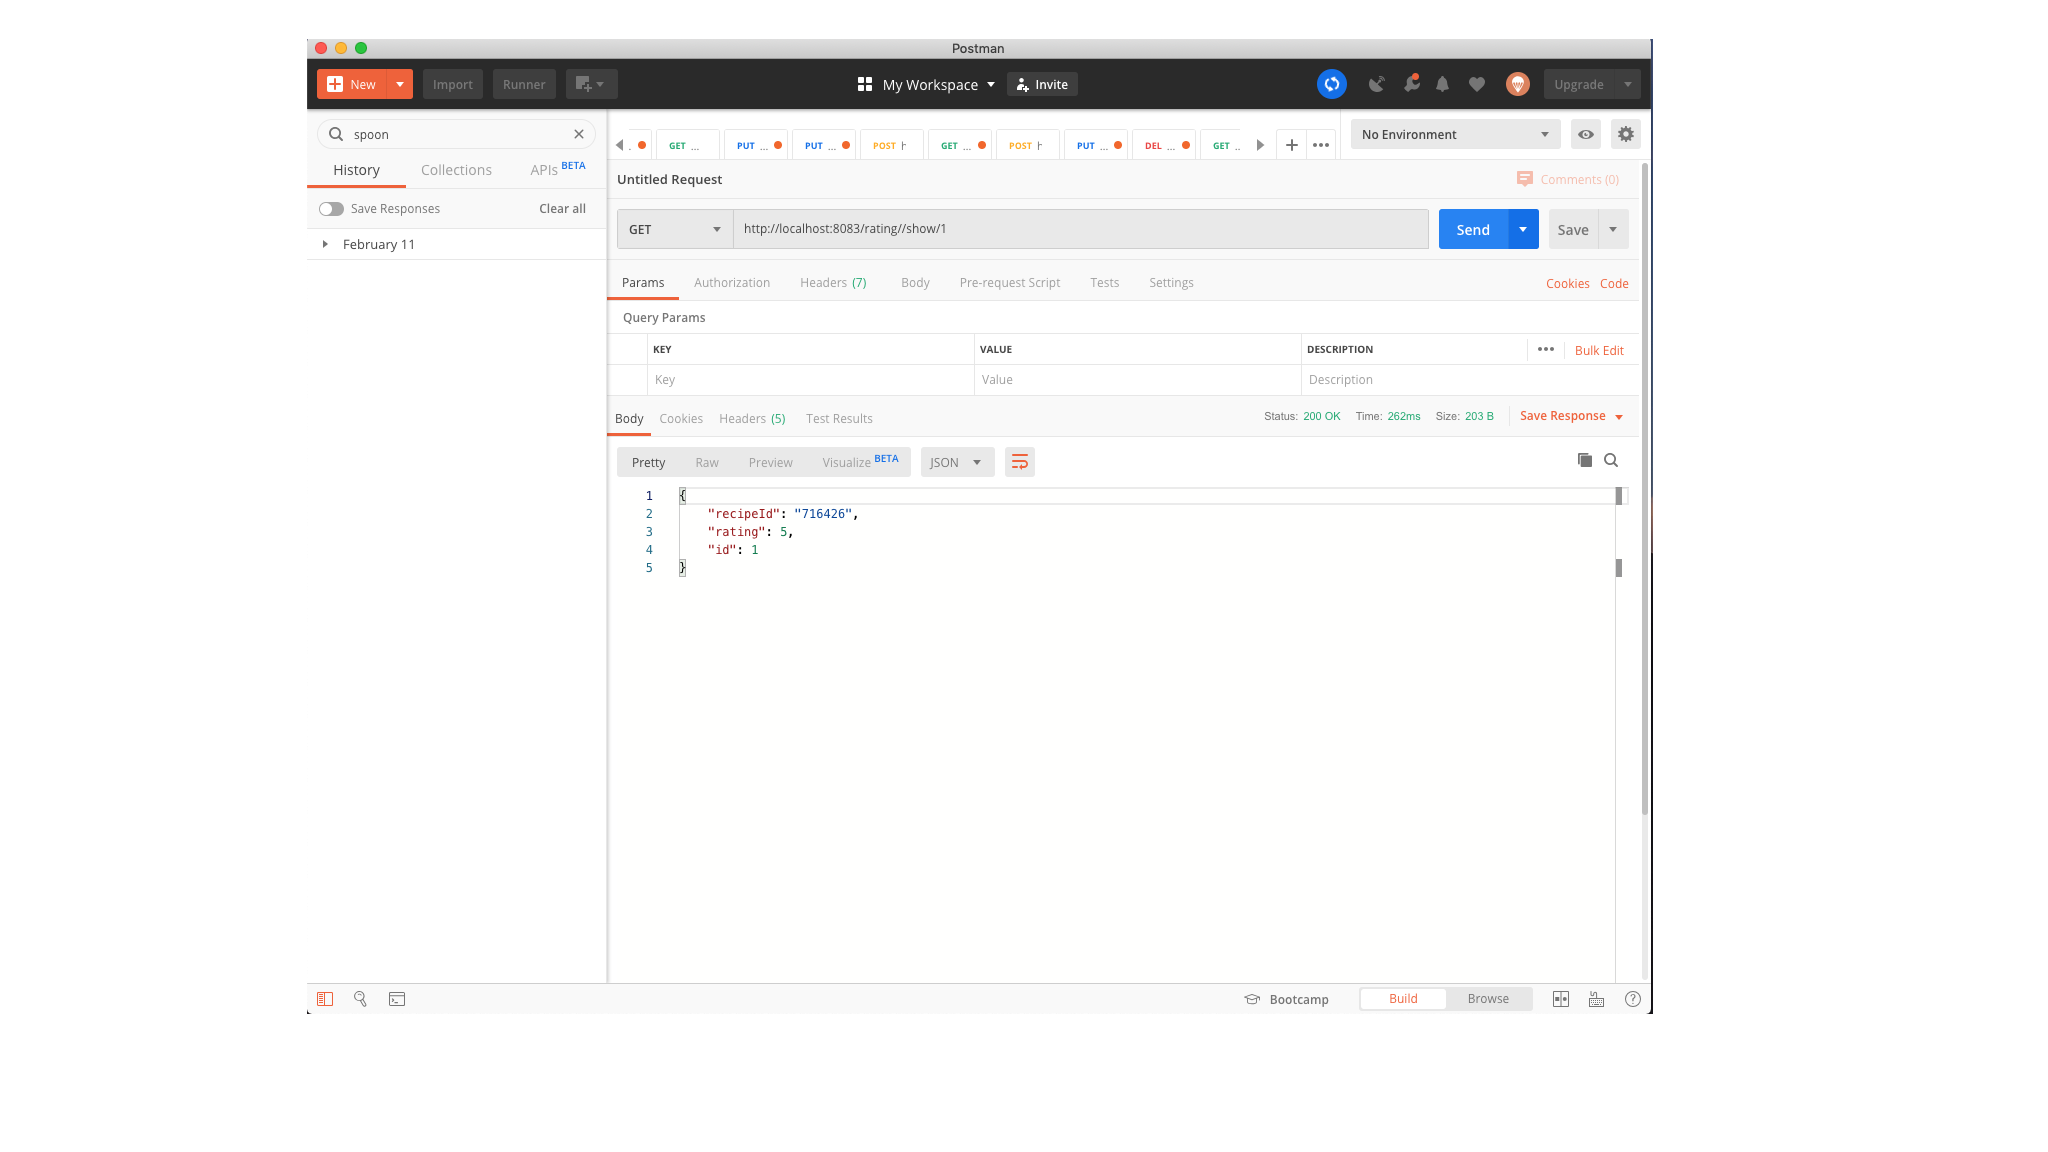 Postman
New Import Runner My Workspace Invite Upgrade
spoon
History Collections APIs BETA
Save Responses Clear all
February 11
GET ... PUT ... PUT ... POST GET ... POST PUT ... DEL ... GET ..
No Environment
Untitled Request Comments (0)
GET http://localhost:8083/rating//show/1 Send Save
Params Authorization Headers (7) Body Pre-request Script Tests Settings Cookies Code
Query Params
KEY VALUE DESCRIPTION ••• Bulk Edit
Key Value Description
Body Cookies Headers (5) Test Results Status: 200 OK Time: 262ms Size: 203 B Save Response
Pretty Raw Preview Visualize BETA JSON
1 {
2 "recipeId": "716426",
3 "rating": 5,
4 "id": 1
5 }
Bootcamp Build Browse